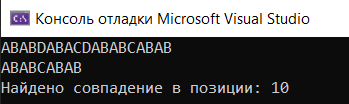 Консоль отладки Microsoft Visual Studio
ABABDABACDABABCABAB
ABABCABAB
Найдено совпадение в позиции: 10